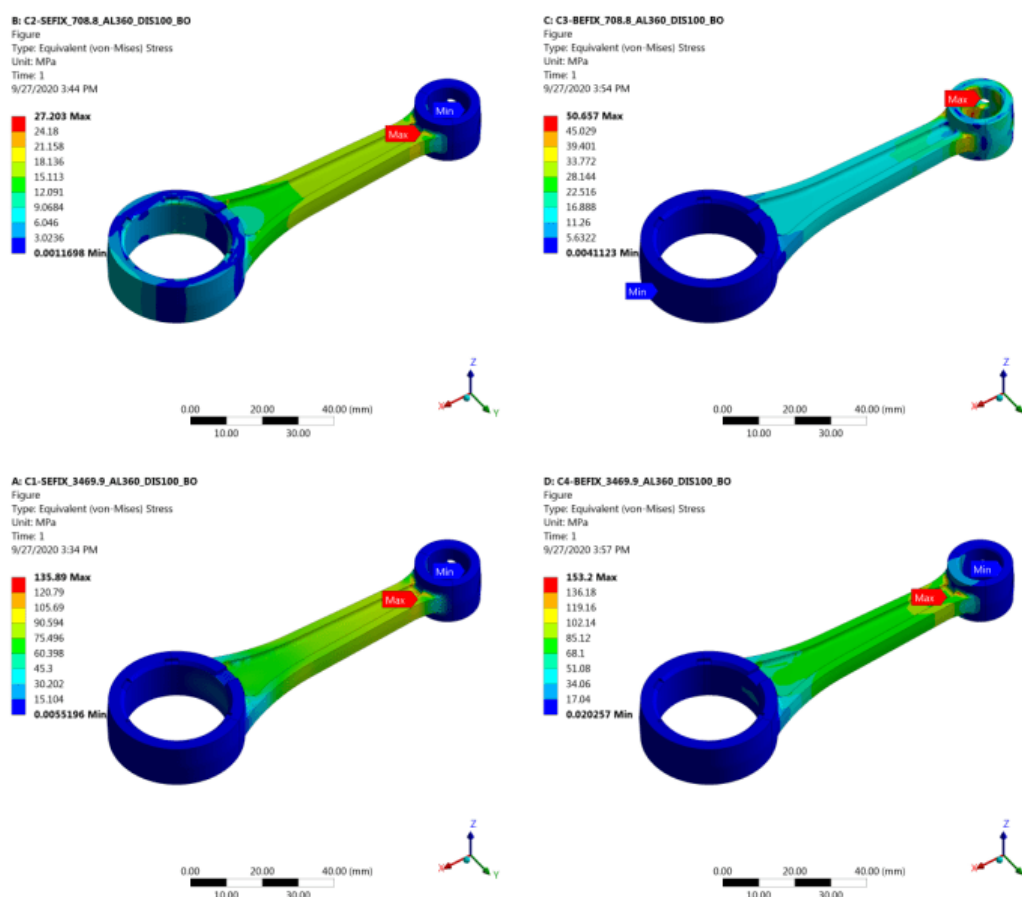 B: C2-SEFIX_708.8_AL360_DIS100_BO
Figure
Type: Equivalent (von-Mises) Stress
Unit: MPa
Time: 1
9/27/2020 3:44 PM
27.203 Max
24.18
21.158
18.136
15.113
12.091
9.0684
6.046
3.0236
0.0011698 Min
Max
Min
Z
X
Y
0.00 20.00 40.00 (mm)
10.00 30.00
C: C3-BEFIX_708.8_AL360_DIS100_BO
Figure
Type: Equivalent (von-Mises) Stress
Unit: MPa
Time: 1
9/27/2020 3:54 PM
50.657 Max
45.029
39.401
33.772
28.144
22.516
16.888
11.26
5.6322
0.0041123 Min
Max
Min
Z
X
Y
0.00 20.00 40.00 (mm)
10.00 30.00
A: C1-SEFIX_3469.9_AL360_DIS100_BO
Figure
Type: Equivalent (von-Mises) Stress
Unit: MPa
Time: 1
9/27/2020 3:34 PM
135.89 Max
120.79
105.69
90.594
75.496
60.398
45.3
30.202
15.104
0.0055196 Min
Min
Max
Z
X
Y
0.00 20.00 40.00 (mm)
10.00 30.00
D: C4-BEFIX_3469.9_AL360_DIS100_BO
Figure
Type: Equivalent (von-Mises) Stress
Unit: MPa
Time: 1
9/27/2020 3:57 PM
153.2 Max
136.18
119.16
102.14
85.12
68.1
51.08
34.06
17.04
0.020257 Min
Min
Max
Z
X
Y
0.00 20.00 40.00 (mm)
10.00 30.00